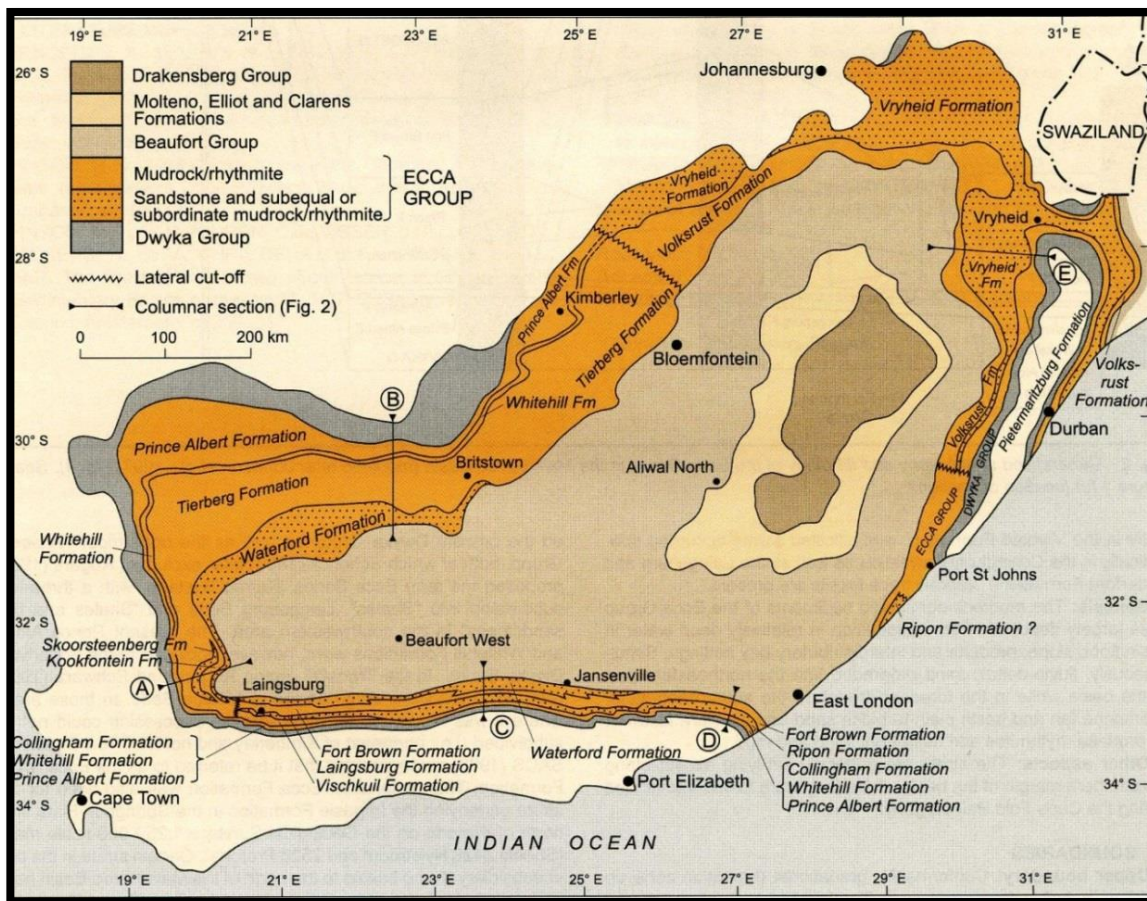 19° E
21° E
23° E
25° E
27° E
29° E
31° E
26° S
28° S
30° S
32° S
34° S
Drakensberg Group
Molteno, Elliot and Clarens
Formations
Beaufort Group
Mudrock/rhythmite
Sandstone and subequal or
subordinate mudrock/rhythmite
ECCA
GROUP
Dwyka Group
Lateral cut-off
Columnar section (Fig. 2)
0 100 200 km
Johannesburg
Vryheid Formation
SWAZILAND
Vryheid
Formation
Volksrust Formation
Vryheid
Vryheid
Fm
E
Prince Albert Fm
Kimberley
Tierberg Formation
Bloemfontein
Whitehill Fm
Pietermaritzburg Formation
Volks-
rust
Formation
Volksrust Fm
Durban
DWYKA GROUP
ECCA GROUP
B
Prince Albert Formation
Britstown
Aliwal North
Tierberg Formation
Waterford Formation
Whitehill
Formation
Port St Johns
32° S
Ripon Formation ?
Skoorsteenberg Fm
Kookfontein Fm
A
Beaufort West
Laingsburg
Jansenville
C
D
East London
Collingham Formation
Whitehill Formation
Prince Albert Formation
Fort Brown Formation
Laingsburg Formation
Vischkuil Formation
Waterford Formation
Fort Brown Formation
Ripon Formation
Collingham Formation
Whitehill Formation
Prince Albert Formation
Port Elizabeth
Cape Town
34° S
INDIAN OCEAN
19° E
21° E
23° E
25° E
27° E
29° E
31° E